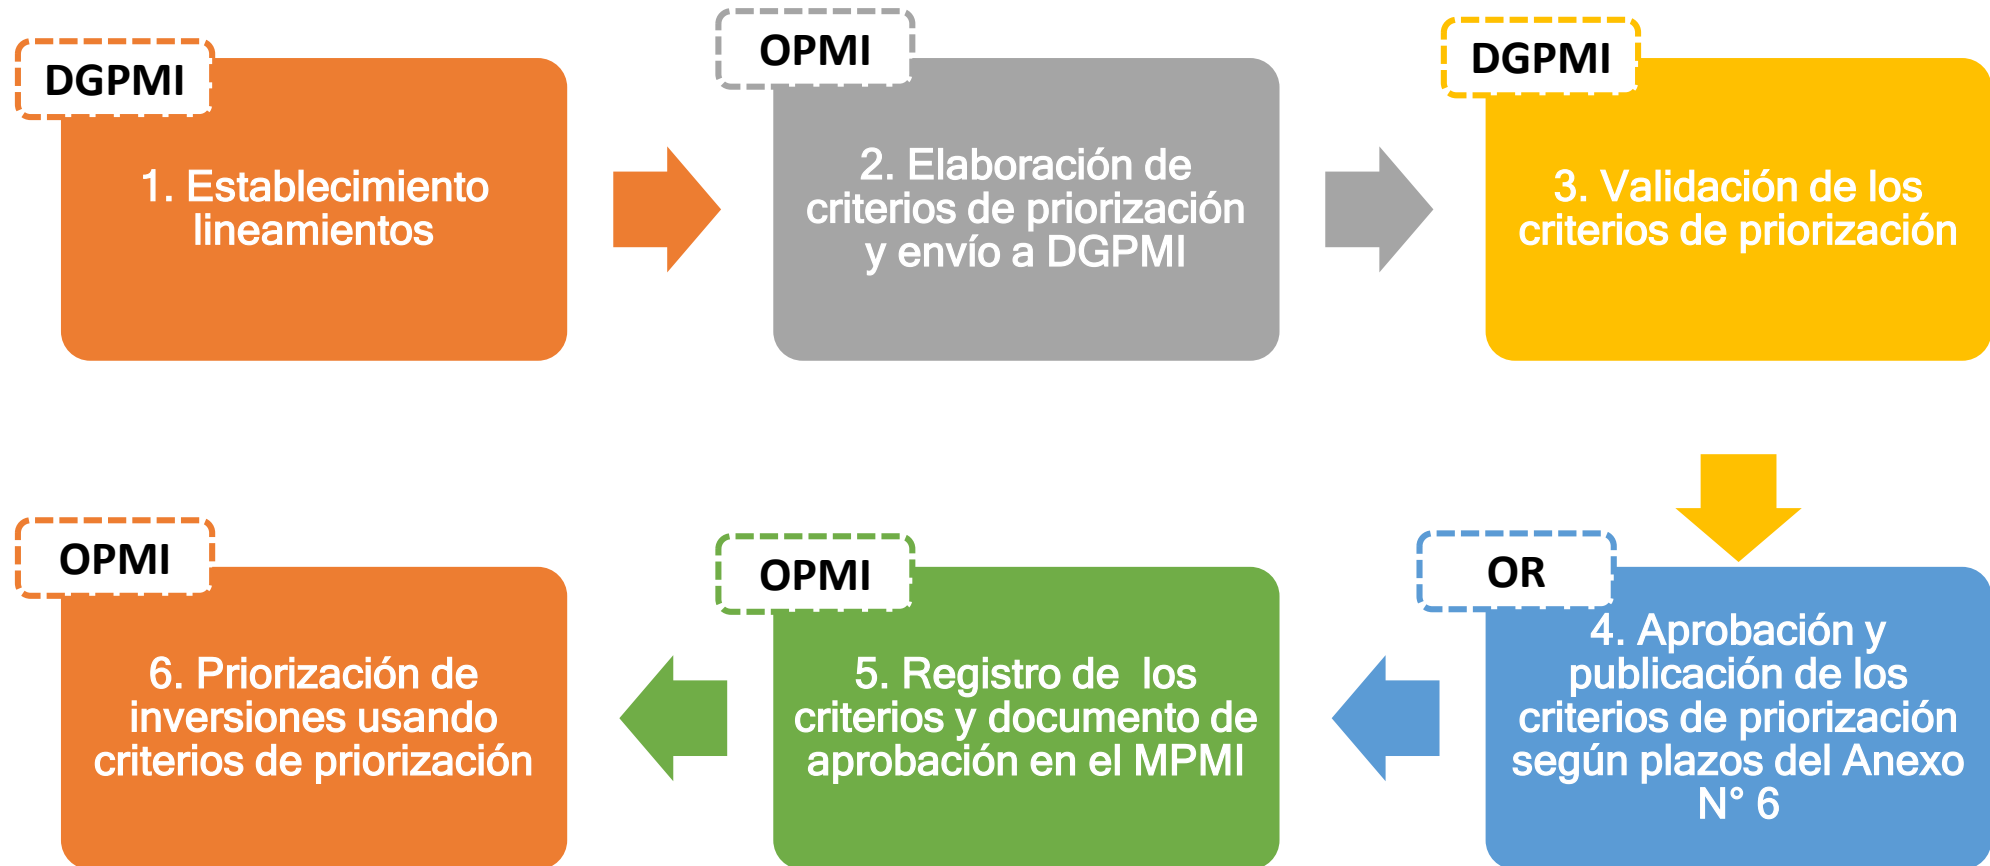 DGPMI
1. Establecimiento
lineamientos
OPMI
2. Elaboración de
criterios de priorización
y envío a DGPMI
DGPMI
3. Validación de los
criterios de priorización
OR
4. Aprobación y
publicación de los
criterios de priorización
según plazos del Anexo
N° 6
OPMI
5. Registro de los
criterios y documento de
aprobación en el MPMI
OPMI
6. Priorización de
inversiones usando
criterios de priorización